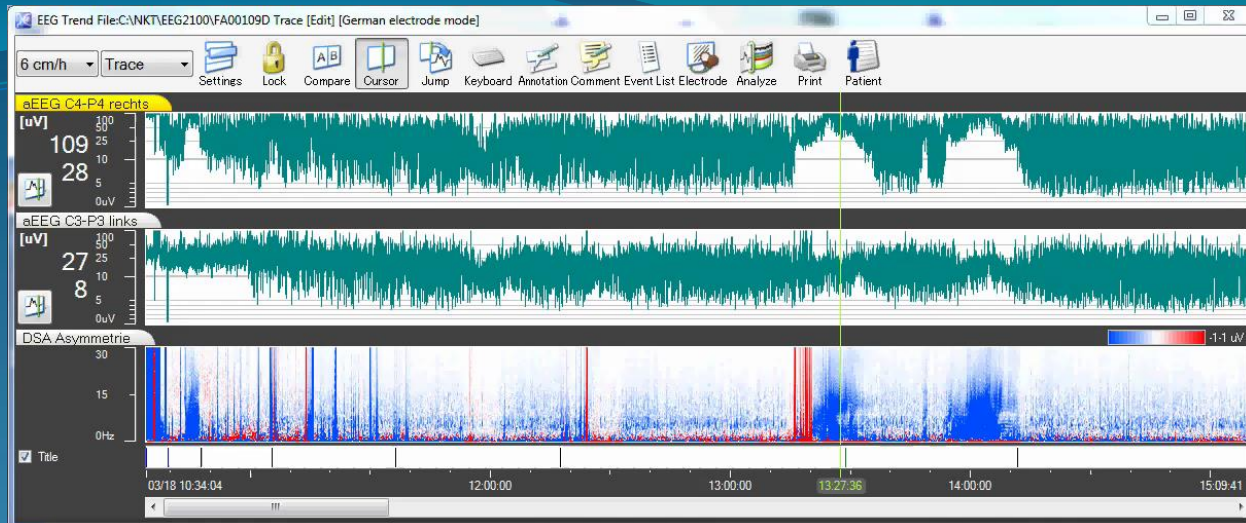 EEG Trend File:C:\NKT\EEG2100\FA00109D Trace [Edit] [German electrode mode]
6 cm/h Trace Settings Lock Compare Cursor Jump Keyboard Annotation Comment Event List Electrode Analyze Print Patient
aEEG C4-P4 rechts
[uV] 100
50
109 25
28 10
5
0uV
aEEG C3-P3 links
[uV] 100
50
27 25
8 10
5
0uV
DSA Asymmetrie -1-1 uV
30
15
0Hz
Title
03/18 10:34:04 12:00:00 13:00:00 13:27:36 14:00:00 15:09:41